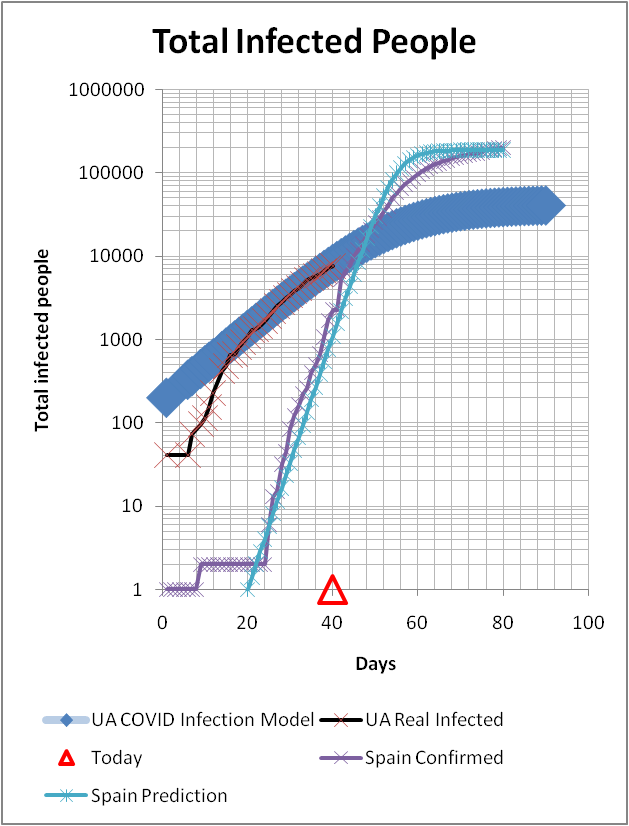 Total Infected People
1000000
100000
10000
1000
100
10
1
Total infected people
0 20 40 60 80 100
Days
UA COVID Infection Model UA Real Infected
Today Spain Confirmed
Spain Prediction